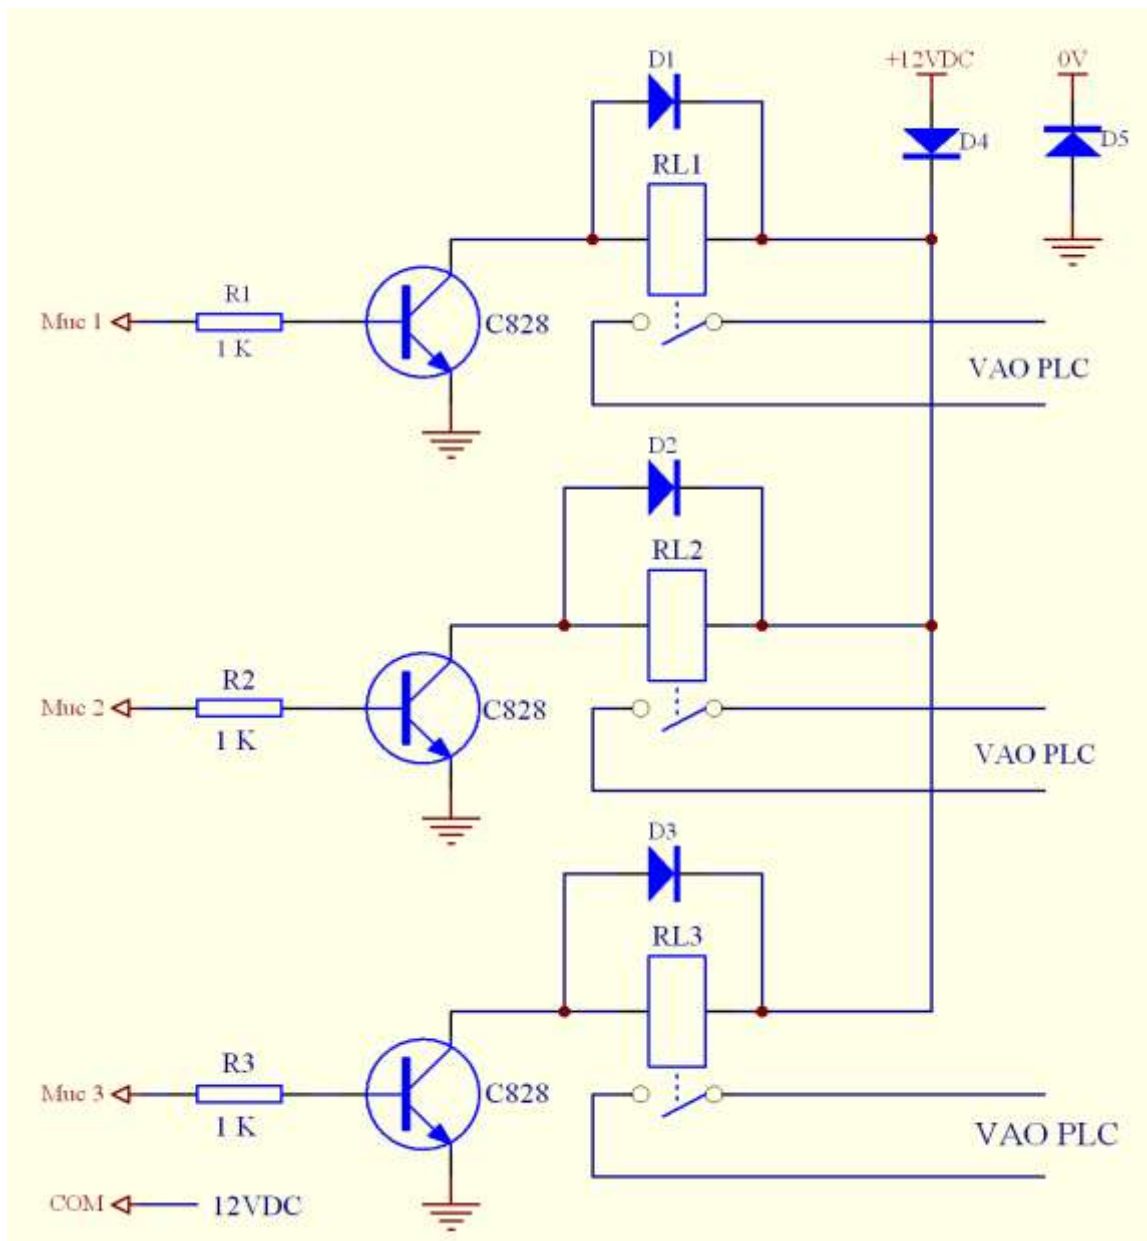 D1
+12VDC
0V
D4
D5
RL1
R1
Muc 1
1 K
C828
VAO PLC
D2
RL2
R2
Muc 2
1 K
C828
VAO PLC
D3
RL3
R3
Muc 3
1 K
C828
VAO PLC
COM
12VDC